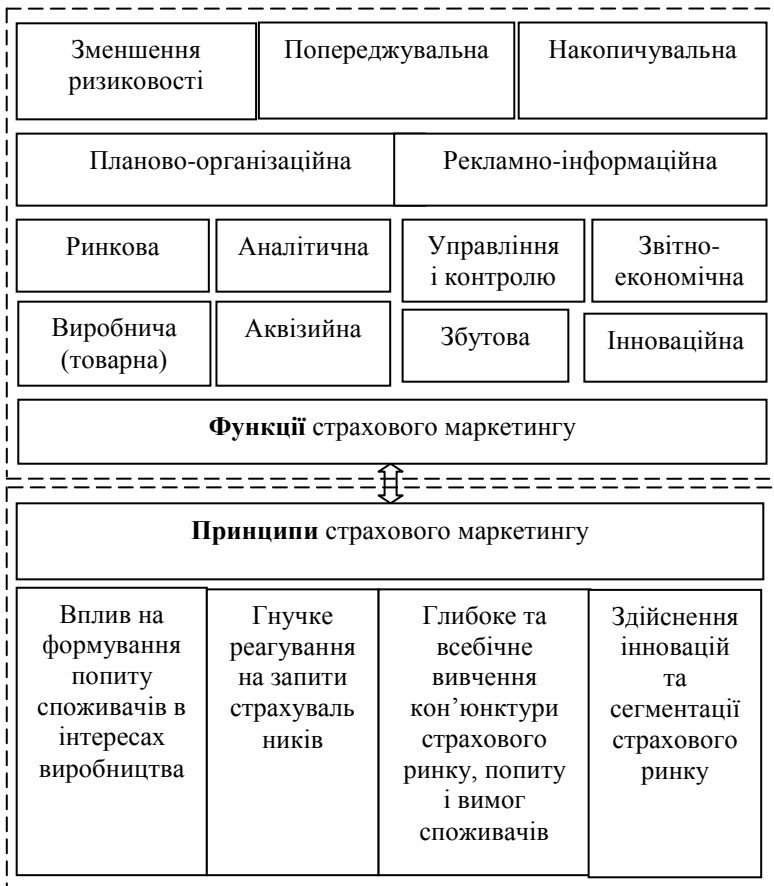 Зменшення
ризиковості
Попереджувальна
Накопичувальна
Планово-організаційна
Рекламно-інформаційна
Ринкова
Аналітична
Управління
і контролю
Звітно-
економічна
Виробнича
(товарна)
Аквізийна
Збутова
Інноваційна
Функції страхового маркетингу
Принципи страхового маркетингу
Вплив на
формування
попиту
споживачів в
інтересах
виробництва
Гнучке
реагування
на запити
страхуваль
ників
Глибоке та
всебічне
вивчення
кон’юнктури
страхового
ринку, попиту
і вимог
споживачів
Здійснення
інновацій
та
сегментації
страхового
ринку